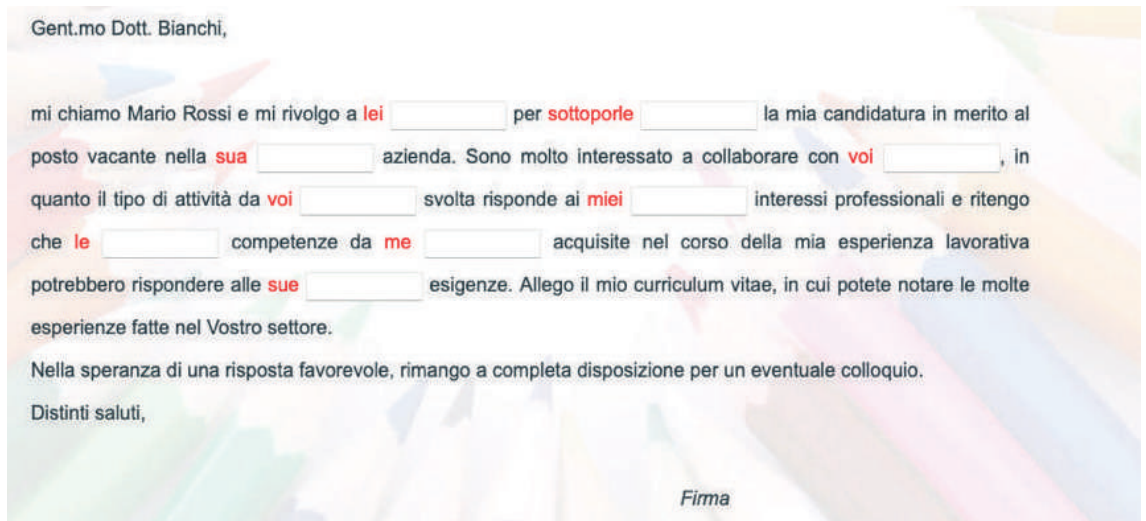 Gent.mo Dott. Bianchi,
mi chiamo Mario Rossi e mi rivolgo a lei per sottoporle la mia candidatura in merito al
posto vacante nella sua azienda. Sono molto interessato a collaborare con voi , in
quanto il tipo di attività da voi svolta risponde ai miei interessi professionali e ritengo
che le competenze da me acquisite nel corso della mia esperienza lavorativa
potrebbero rispondere alle sue esigenze. Allego il mio curriculum vitae, in cui potete notare le molte
esperienze fatte nel Vostro settore.
Nella speranza di una risposta favorevole, rimango a completa disposizione per un eventuale colloquio.
Distinti saluti,
Firma